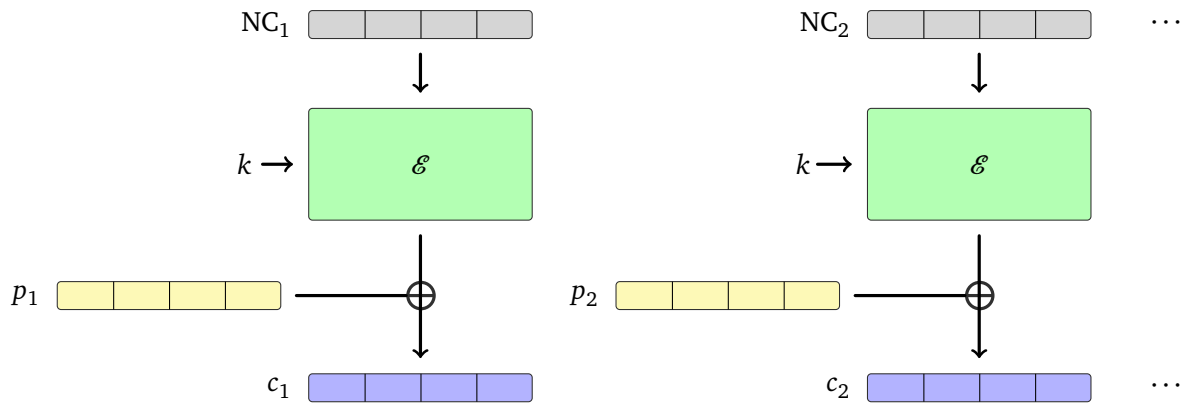 NC₁ NC₂ ⋯
k ℰ k ℰ
p₁ p₂
c₁ c₂ ⋯